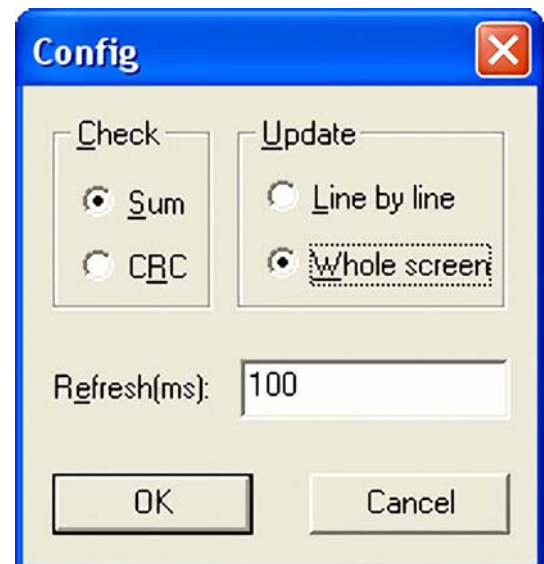 Config
Check
Sum
CRC
Update
Line by line
Whole screen
Refresh(ms): 100
OK Cancel